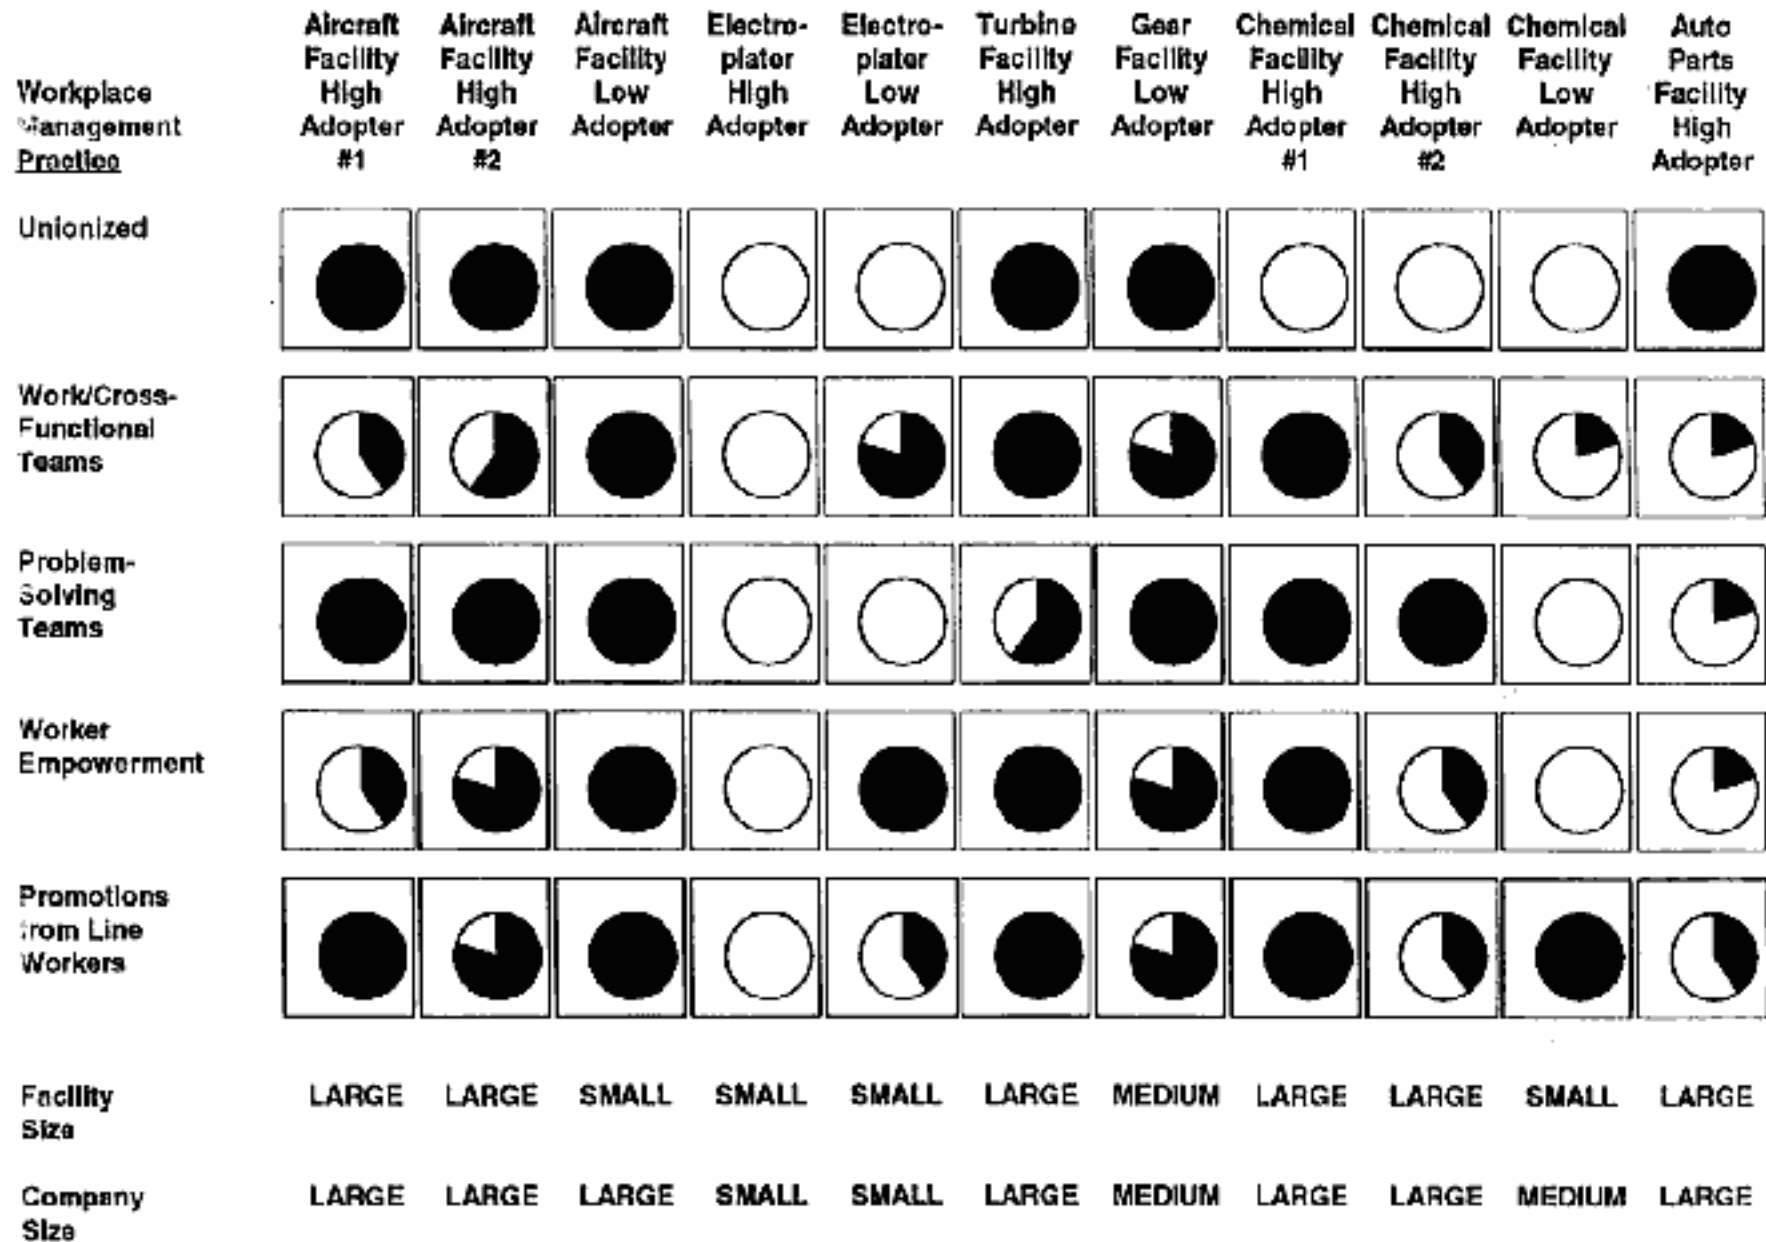 Workplace
Management
Practice
Aircraft
Facility
High
Adopter
#1
Aircraft
Facility
High
Adopter
#2
Aircraft
Facility
Low
Adopter
Electro-
plater
High
Adopter
Electro-
plater
Low
Adopter
Turbine
Facility
High
Adopter
Gear
Facility
Low
Adopter
Chemical
Facility
High
Adopter
#1
Chemical
Facility
High
Adopter
#2
Chemical
Facility
Low
Adopter
Auto
Parts
Facility
High
Adopter
Unionized
Work/Cross-
Functional
Teams
Problem-
Solving
Teams
Worker
Empowerment
Promotions
from Line
Workers
Facility
Size
LARGE LARGE SMALL SMALL SMALL LARGE MEDIUM LARGE LARGE SMALL LARGE
Company
Size
LARGE LARGE LARGE SMALL SMALL LARGE MEDIUM LARGE LARGE MEDIUM LARGE